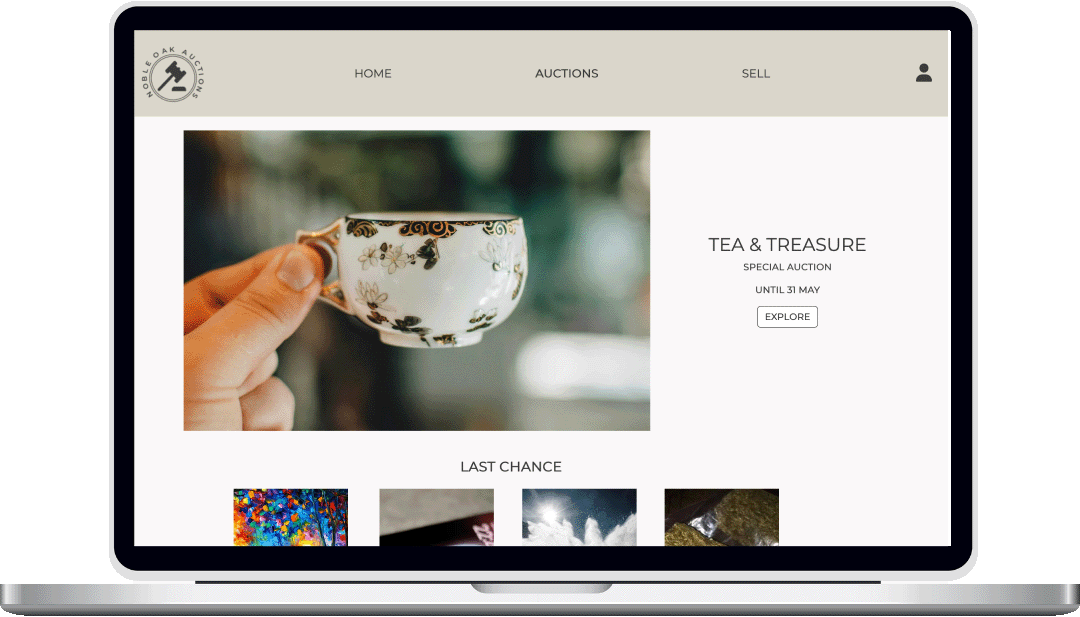 NOBLE OAK AUCTIONS
HOME
AUCTIONS
SELL
TEA & TREASURE
SPECIAL AUCTION
UNTIL 31 MAY
EXPLORE
LAST CHANCE